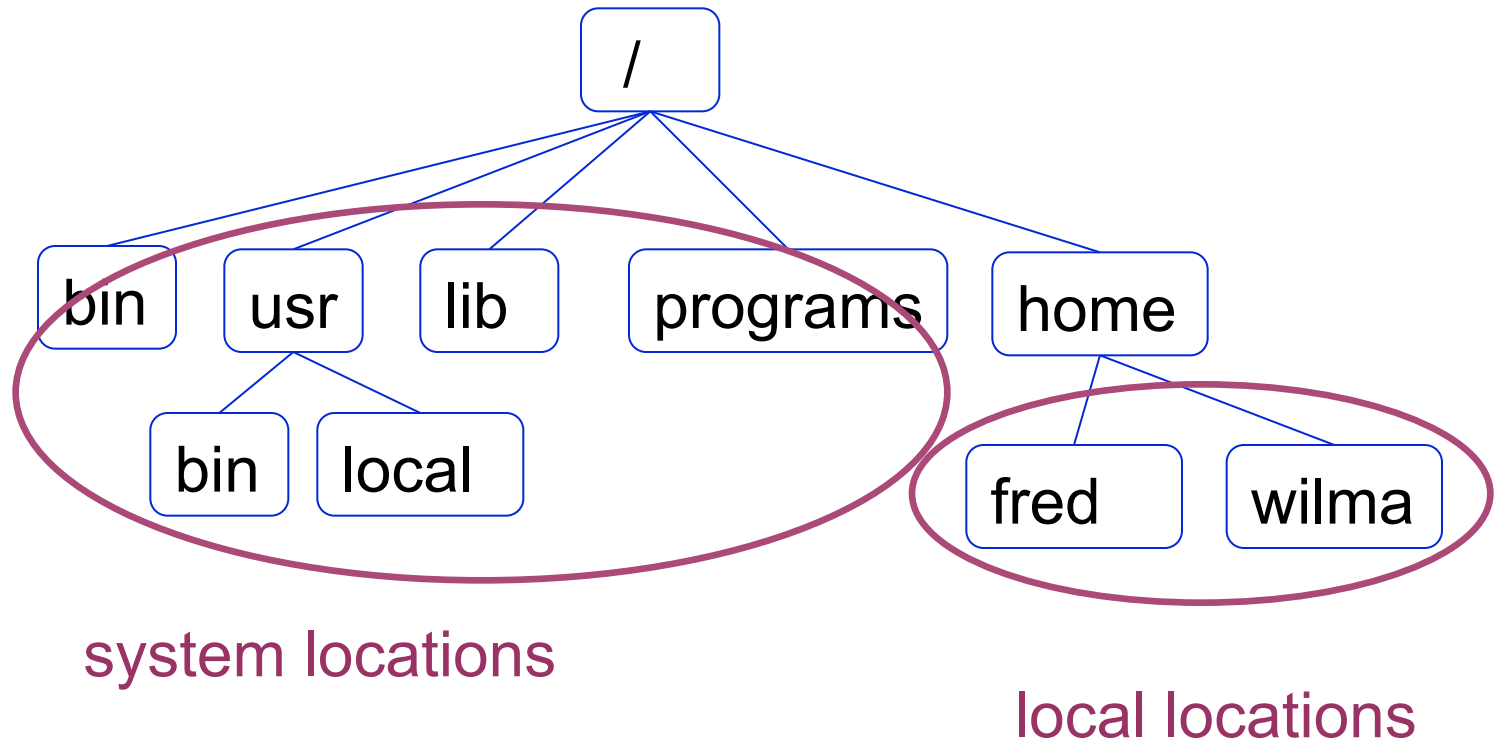 /
bin usr lib programs home
bin local
fred wilma
system locations
local locations